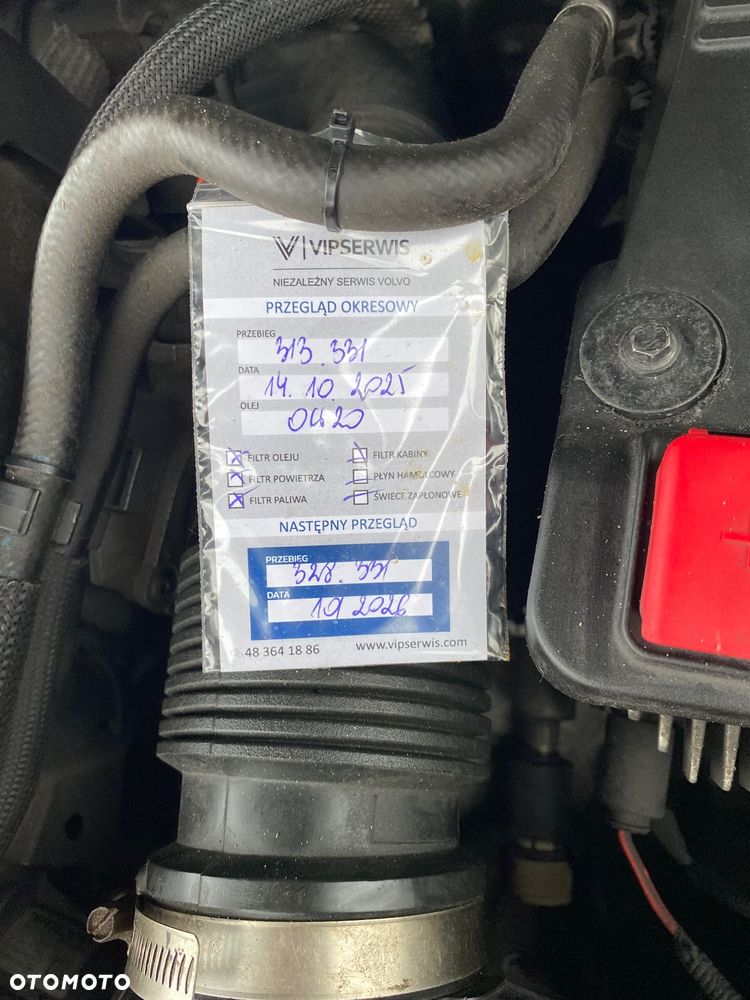 VIPSERWIS
NIEZALEŻNY SERWIS VOLVO
PRZEGLĄD OKRESOWY
PRZEBIEG
313.331
DATA
14.10.2025
OLEJ
0W20
FILTR OLEJU FILTR KABINY
FILTR POWIETRZA PŁYN HAMULCOWY
FILTR PALIWA ŚWIECE ZAPŁONOWE
NASTĘPNY PRZEGLĄD
PRZEBIEG
328.331
DATA
10 2026
48 364 18 86 www.vipserwis.com
OTOMOTO